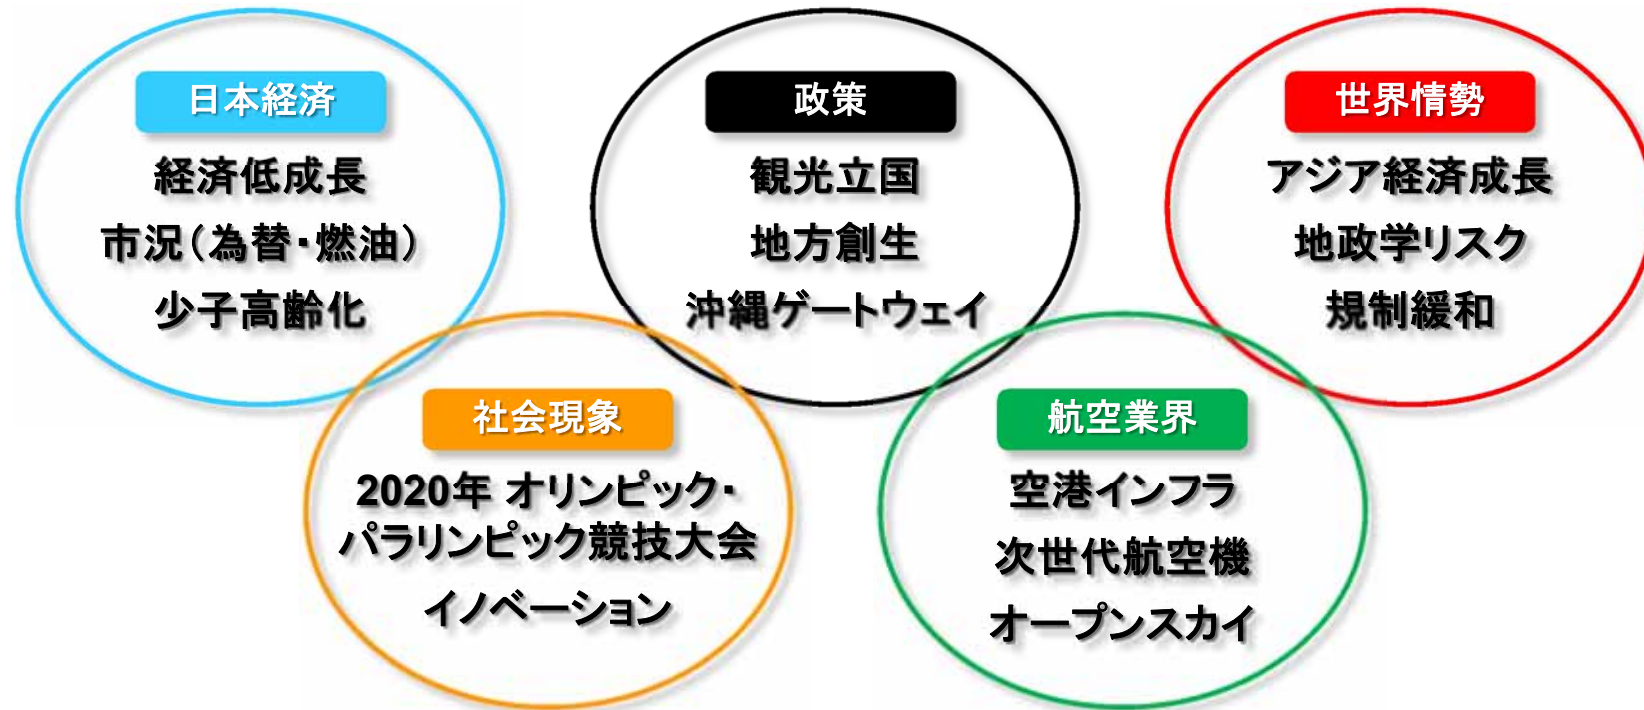 日本経済
経済低成長
市況（為替・燃油）
少子高齢化
政策
観光立国
地方創生
沖縄ゲートウェイ
世界情勢
アジア経済成長
地政学リスク
規制緩和
社会現象
2020年 オリンピック・
パラリンピック競技大会
イノベーション
航空業界
空港インフラ
次世代航空機
オープンスカイ